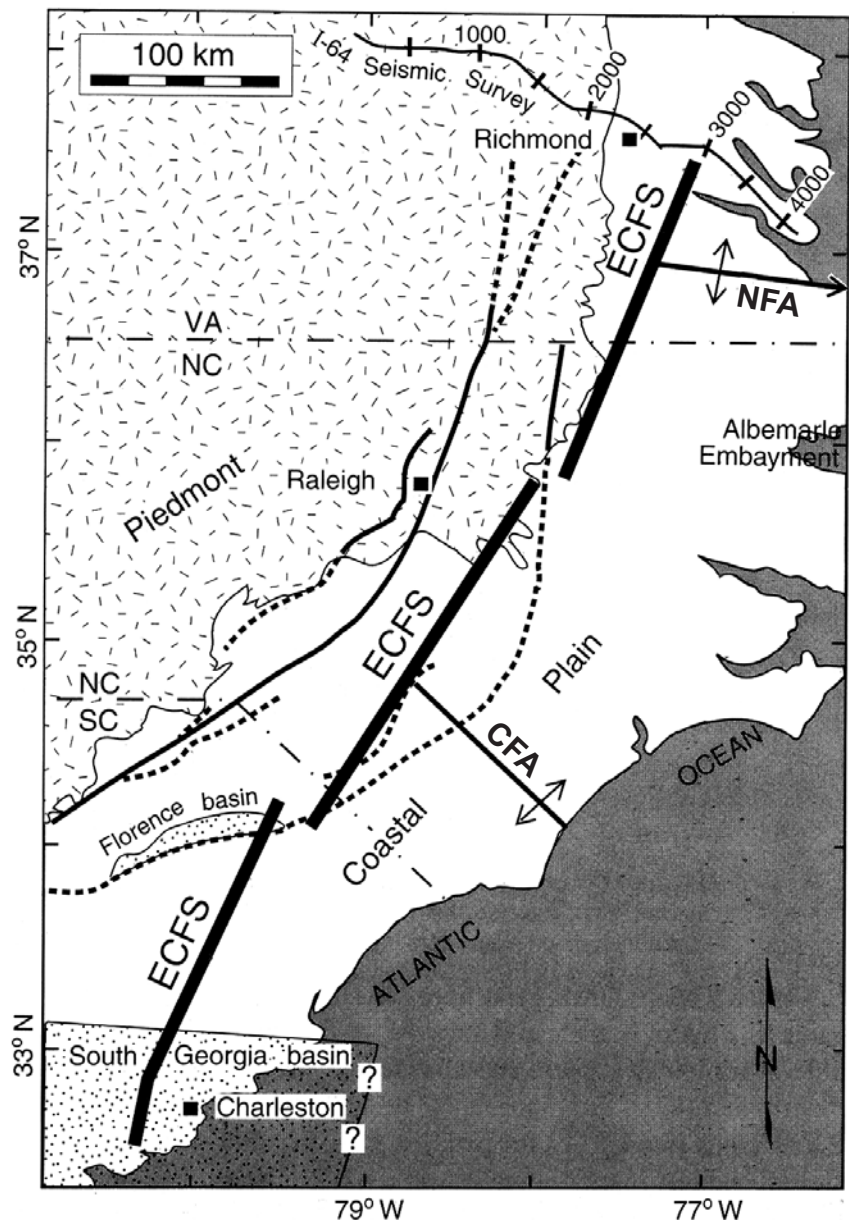 100 km
I-64 Seismic Survey
1000
2000
3000
4000
Richmond
ECFS
37° N
NFA
VA
NC
Albemarle
Embayment
Raleigh
Piedmont
ECFS
35° N
Plain
NC
SC
CFA
OCEAN
Florence basin
Coastal
ECFS
ATLANTIC
33° N
South Georgia basin
?
N
Charleston
?
79° W
77° W